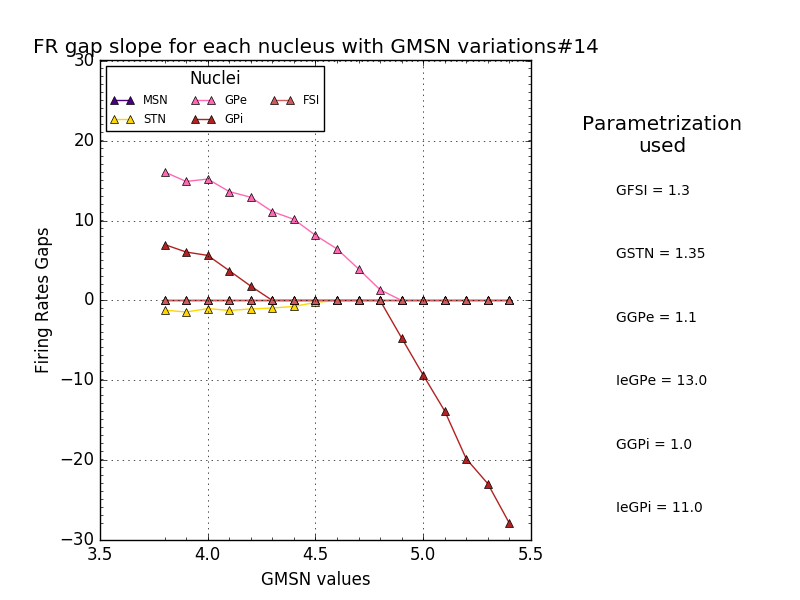 FR gap slope for each nucleus with GMSN variations#14
Nuclei
MSN GPe FSI
STN GPi
30
20
10
0
−10
−20
−30
Firing Rates Gaps
3.5 4.0 4.5 5.0 5.5
GMSN values
Parametrization
used
GFSI = 1.3
GSTN = 1.35
GGPe = 1.1
IeGPe = 13.0
GGPi = 1.0
IeGPi = 11.0